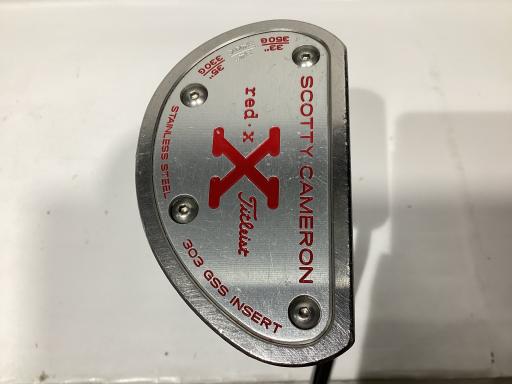 SCOTTY CAMERON
red·x
X
Titleist
303 GSS INSERT
STAINLESS STEEL
33"
350G
35"
330G